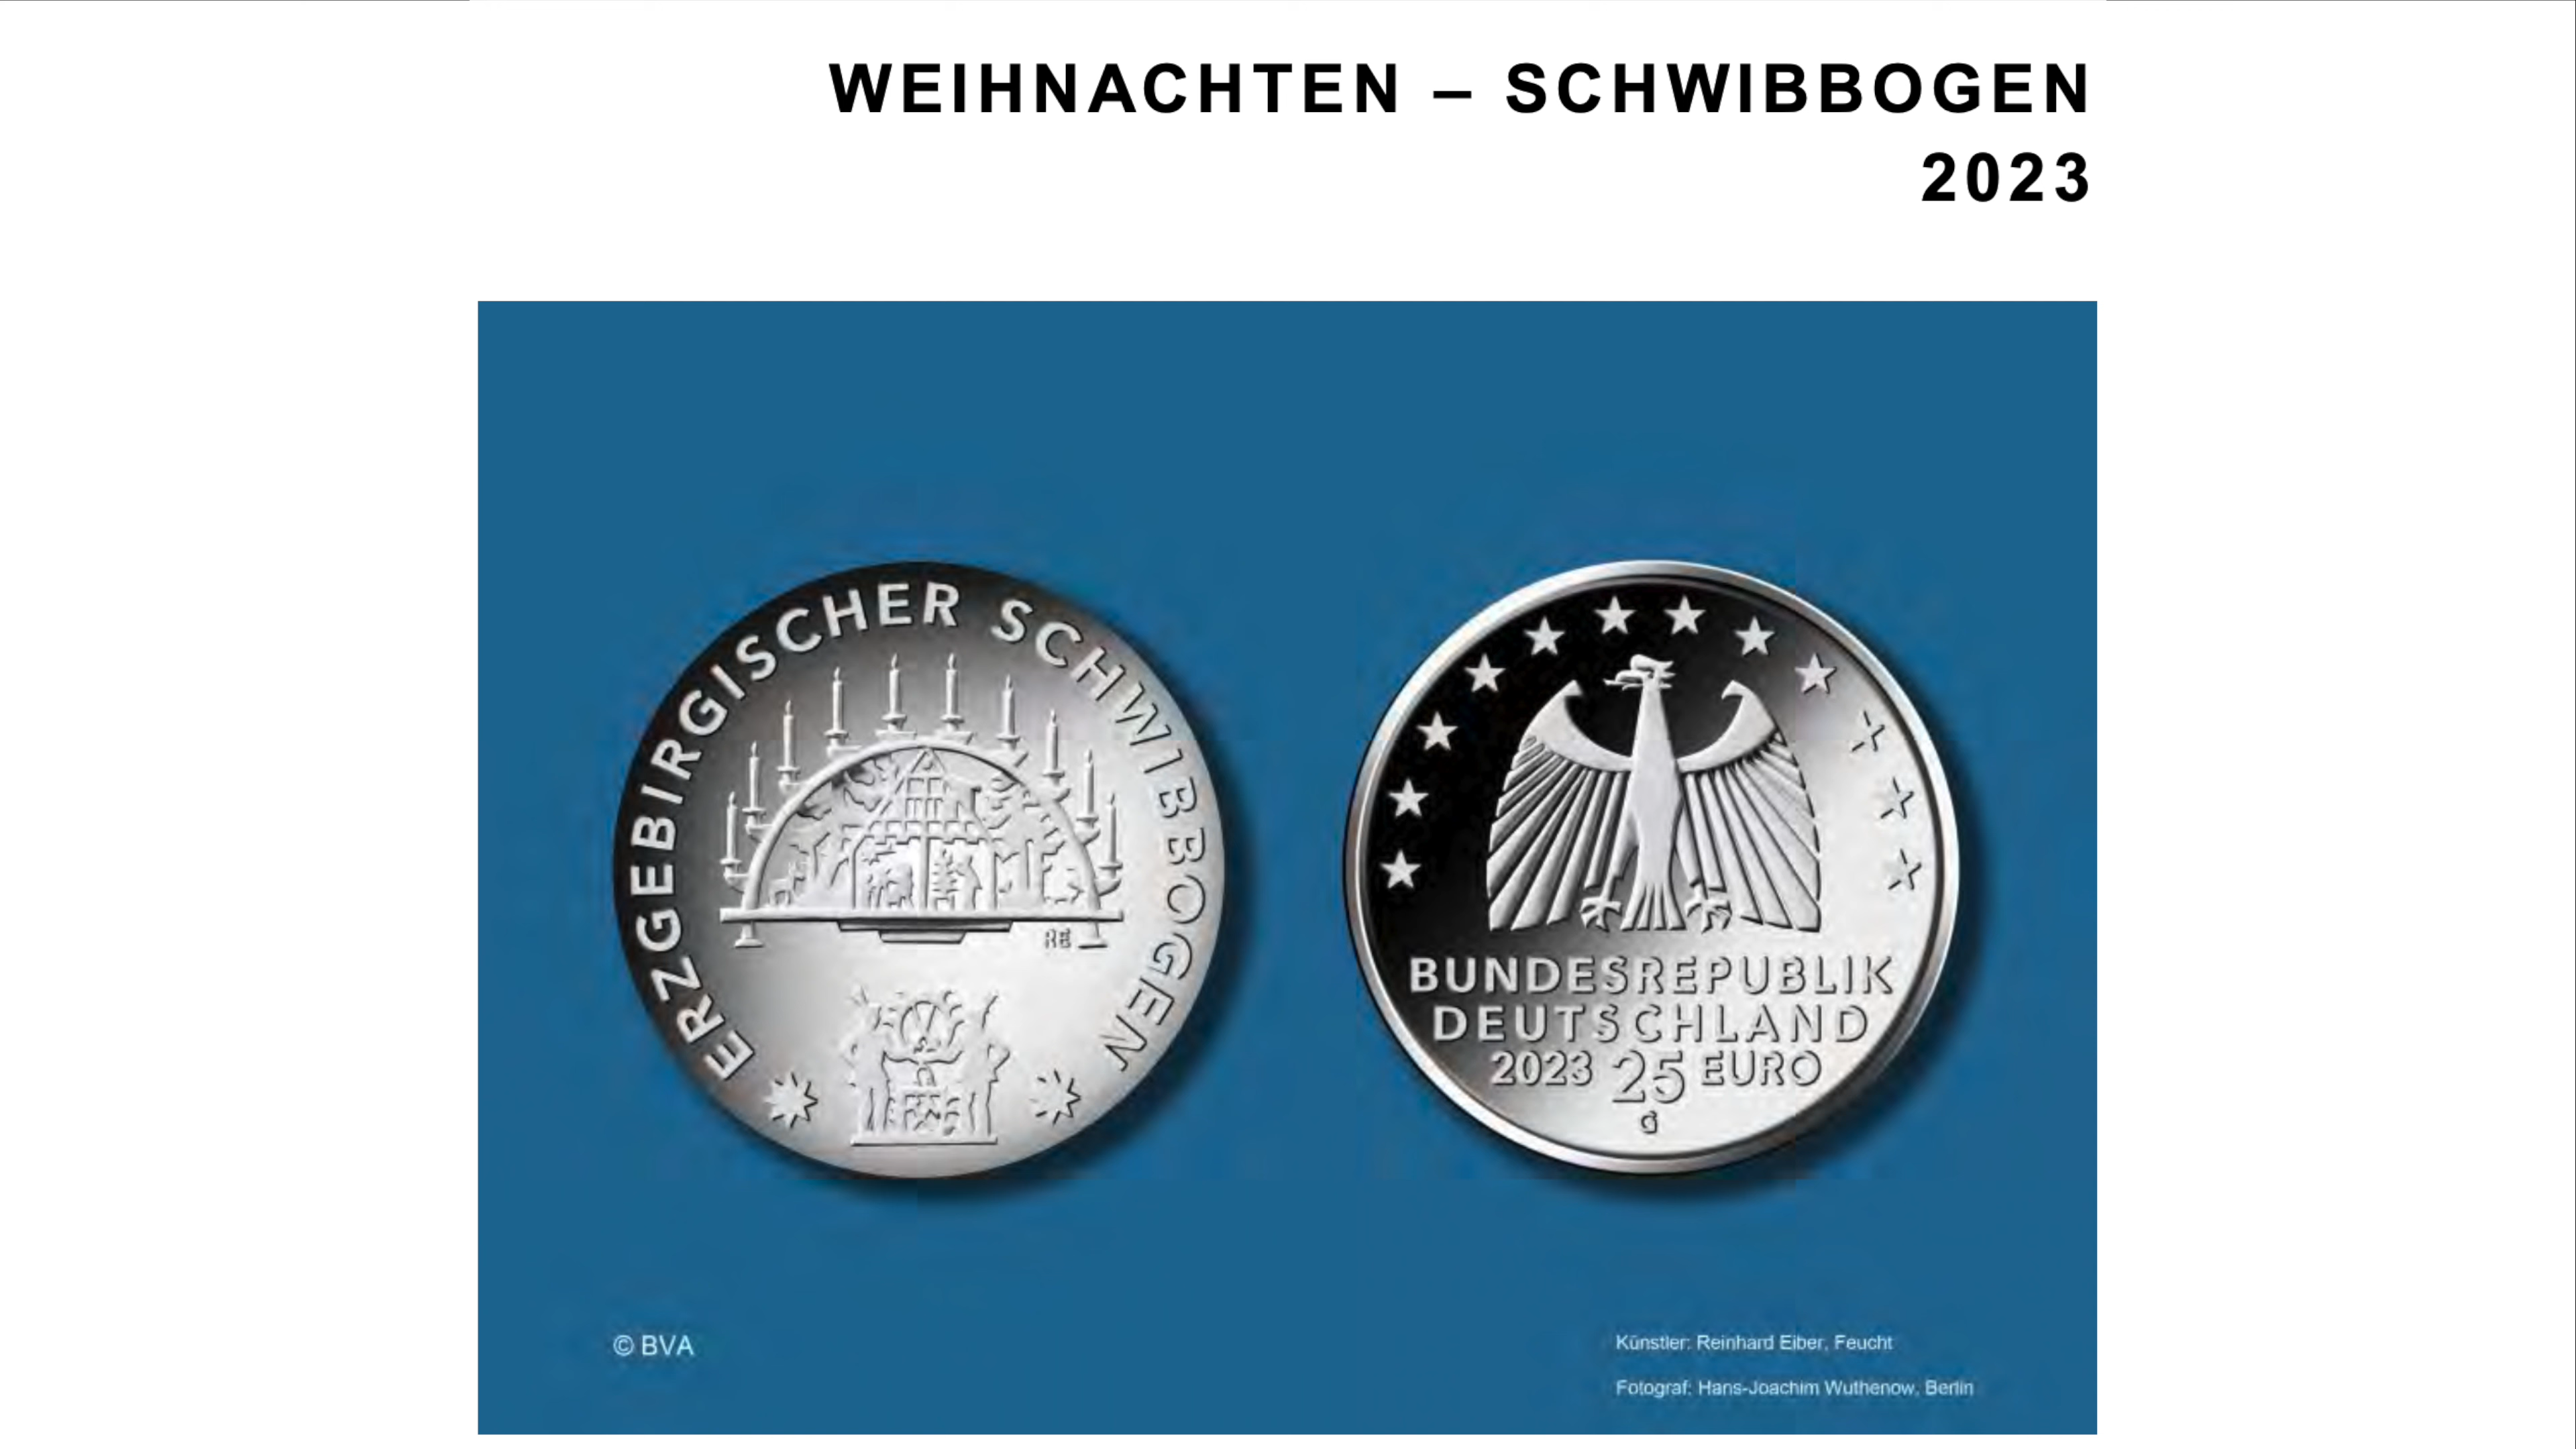 WEIHNACHTEN – SCHWIBBOGEN
2023
ERZGEBIRGISCHER SCHWIBBOGEN
RE
BUNDESREPUBLIK
DEUTSCHLAND
2023 25 EURO
G
© BVA
Künstler: Reinhard Eiber, Feucht
Fotograf: Hans-Joachim Wuthenow, Berlin